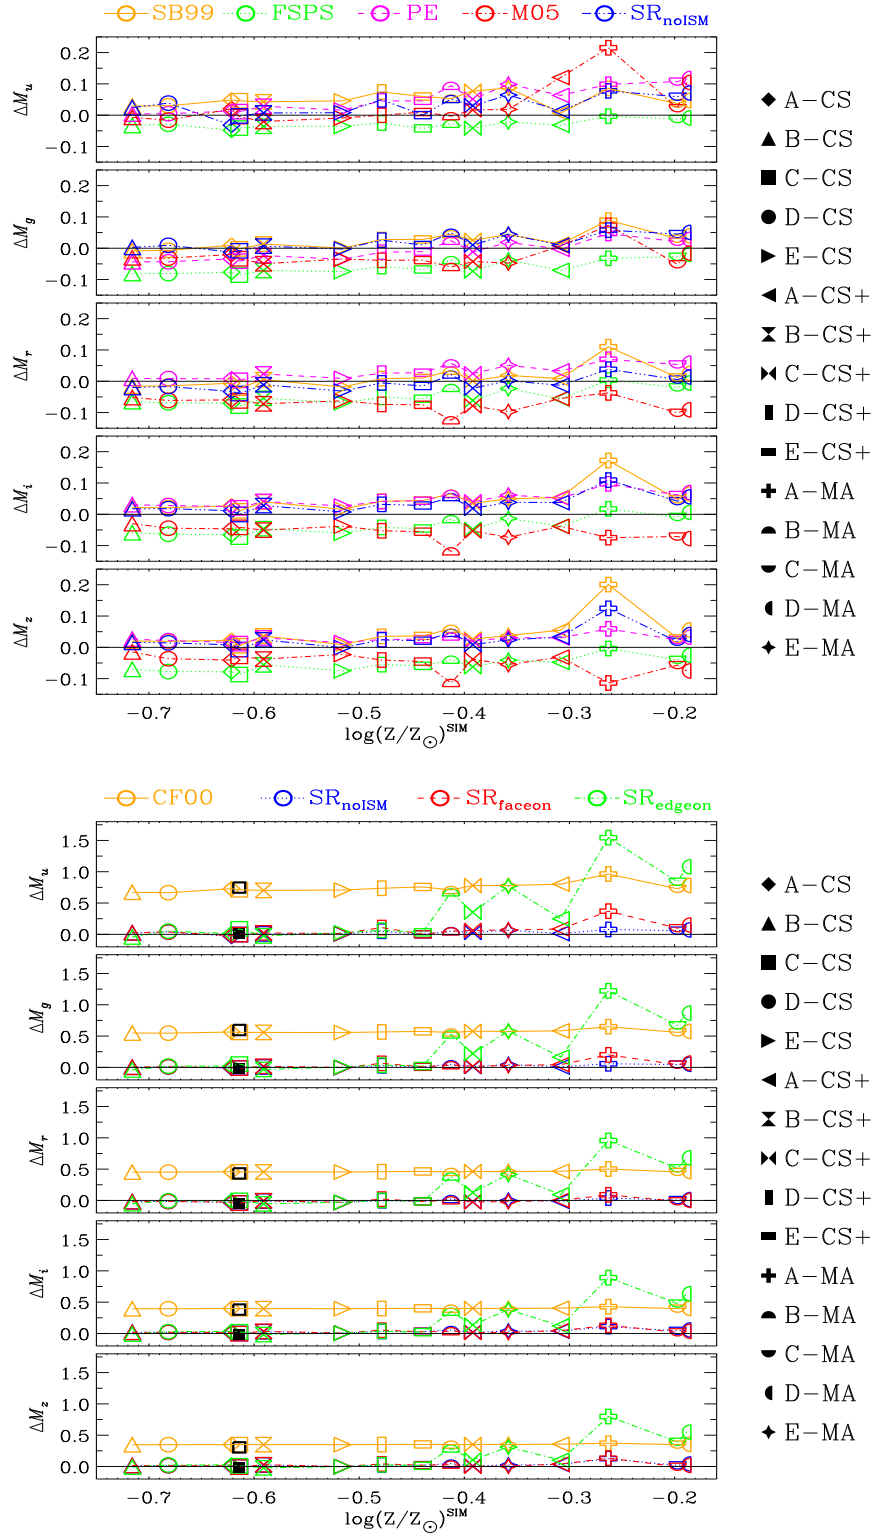 SB99 FSPS PE M05 SR_noISM
0.2
0.1
0.0
−0.1
ΔM_u
0.2
0.1
0.0
−0.1
ΔM_g
0.2
0.1
0.0
−0.1
ΔM_r
0.2
0.1
0.0
−0.1
ΔM_i
0.2
0.1
0.0
−0.1
ΔM_z
−0.7 −0.6 −0.5 −0.4 −0.3 −0.2
log(Z/Z_⊙)^SIM
A−CS
B−CS
C−CS
D−CS
E−CS
A−CS+
B−CS+
C−CS+
D−CS+
E−CS+
A−MA
B−MA
C−MA
D−MA
E−MA
CF00 SR_noISM SR_faceon SR_edgeon
1.5
1.0
0.5
0.0
ΔM_u
1.5
1.0
0.5
0.0
ΔM_g
1.5
1.0
0.5
0.0
ΔM_r
1.5
1.0
0.5
0.0
ΔM_i
1.5
1.0
0.5
0.0
ΔM_z
−0.7 −0.6 −0.5 −0.4 −0.3 −0.2
log(Z/Z_⊙)^SIM
A−CS
B−CS
C−CS
D−CS
E−CS
A−CS+
B−CS+
C−CS+
D−CS+
E−CS+
A−MA
B−MA
C−MA
D−MA
E−MA